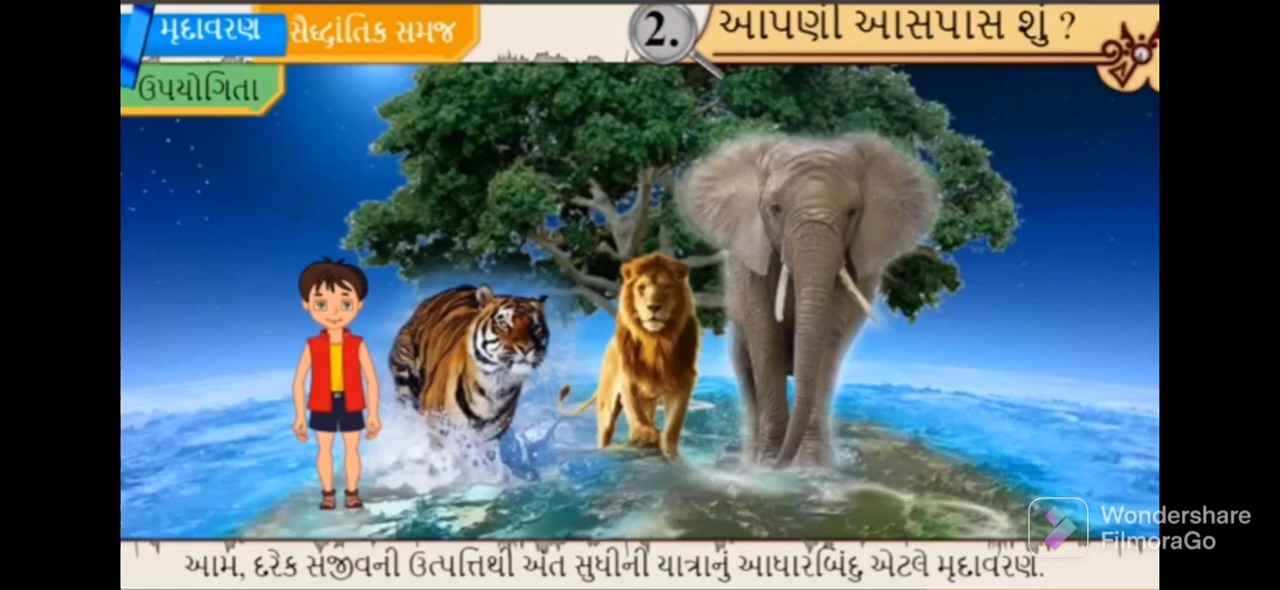 મૃદાવરણ
સૈદ્ધાંતિક સમજ
2.
આપણી આસપાસ શું ?
ઉપયોગિતા
Wondershare
FilmoraGo
આમ, દરેક સજીવની ઉત્પત્તિથી અંત સુધીની યાત્રાનું આધારબિંદુ એટલે મૃદાવરણ.